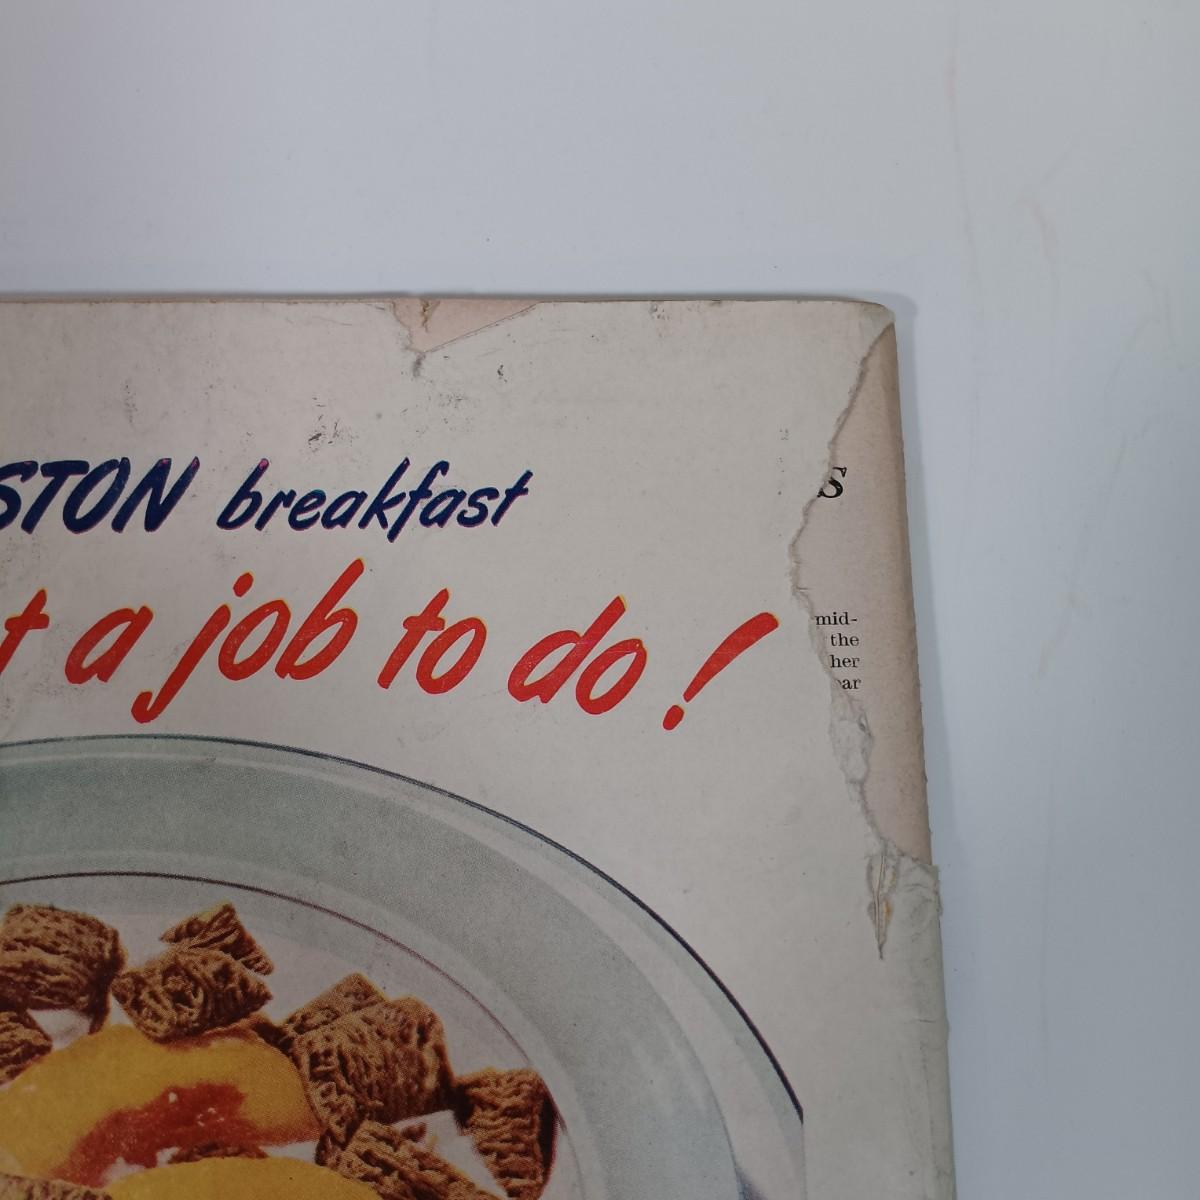 STON breakfast
t a job to do!
S
mid-
the
her
ar